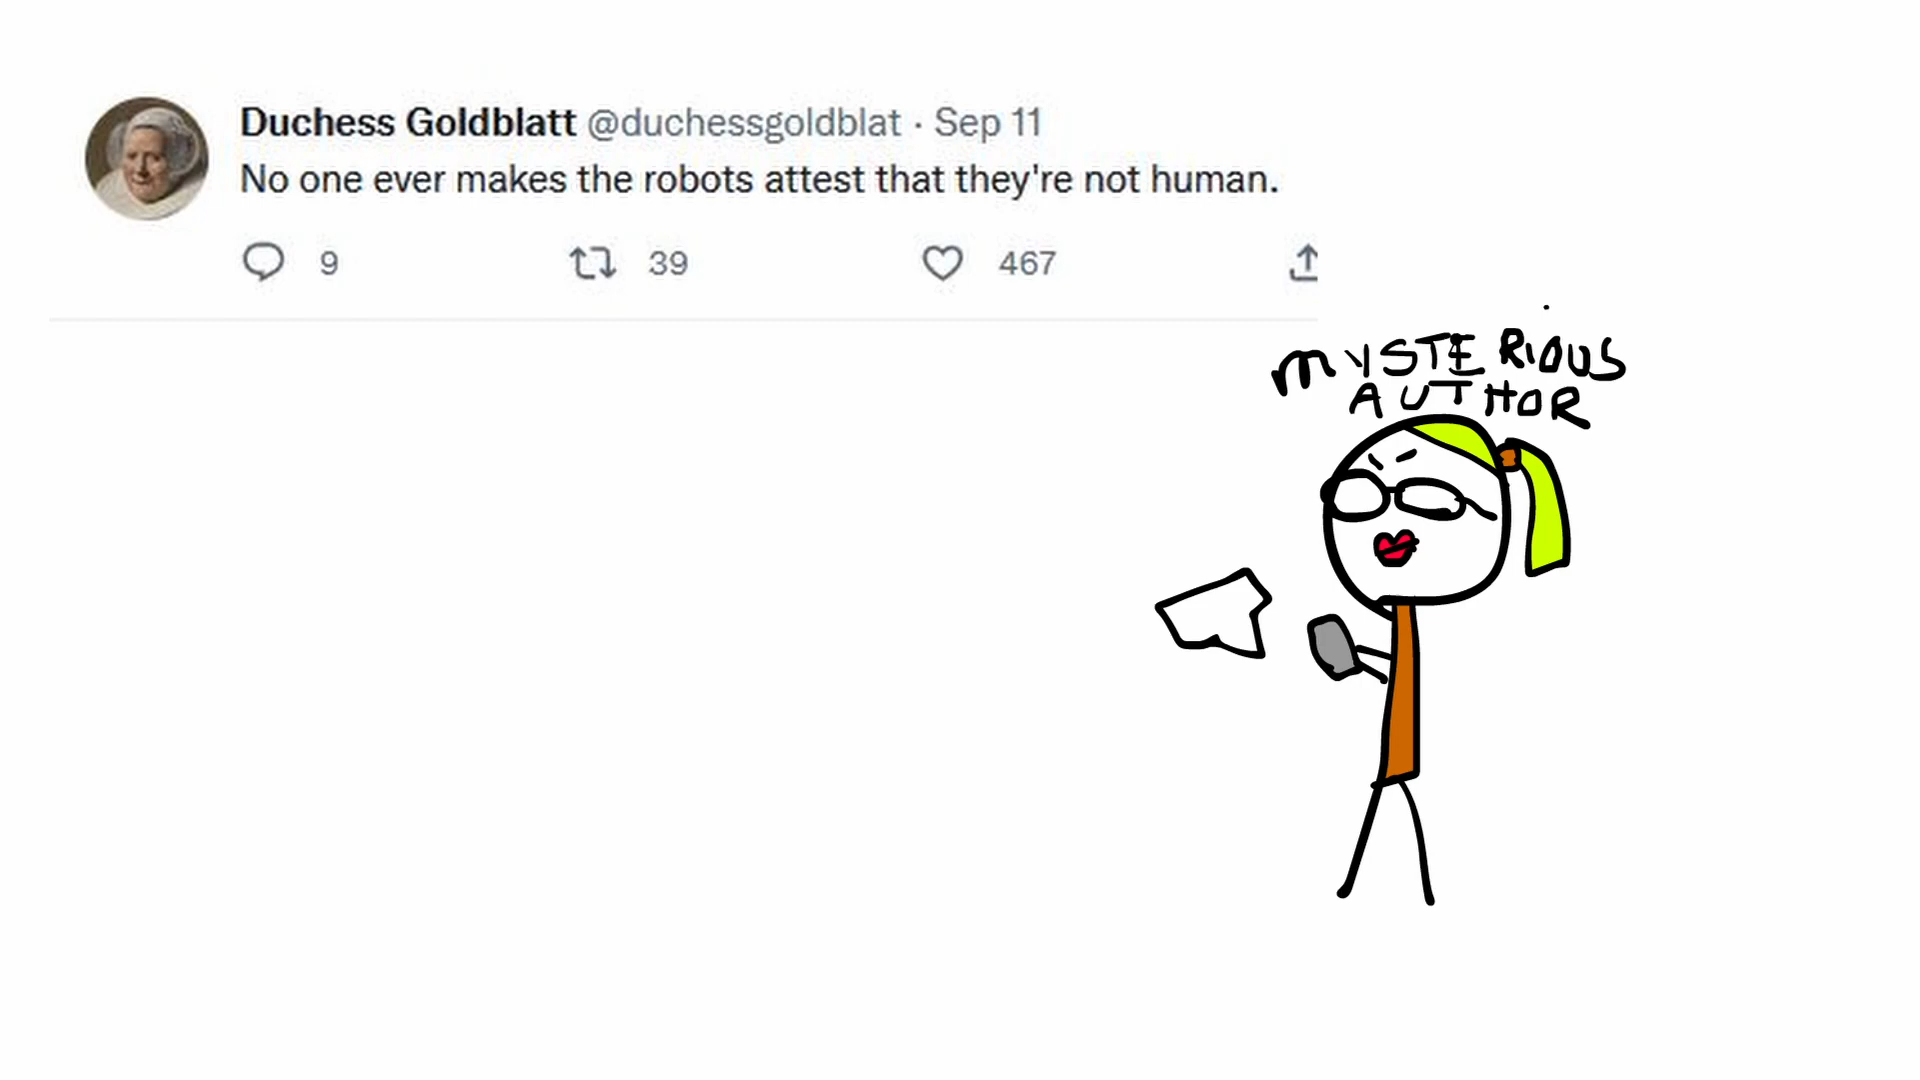 Duchess Goldblatt @duchessgoldblat · Sep 11
No one ever makes the robots attest that they're not human.
9 39 467
MYSTERIOUS
AUTHOR